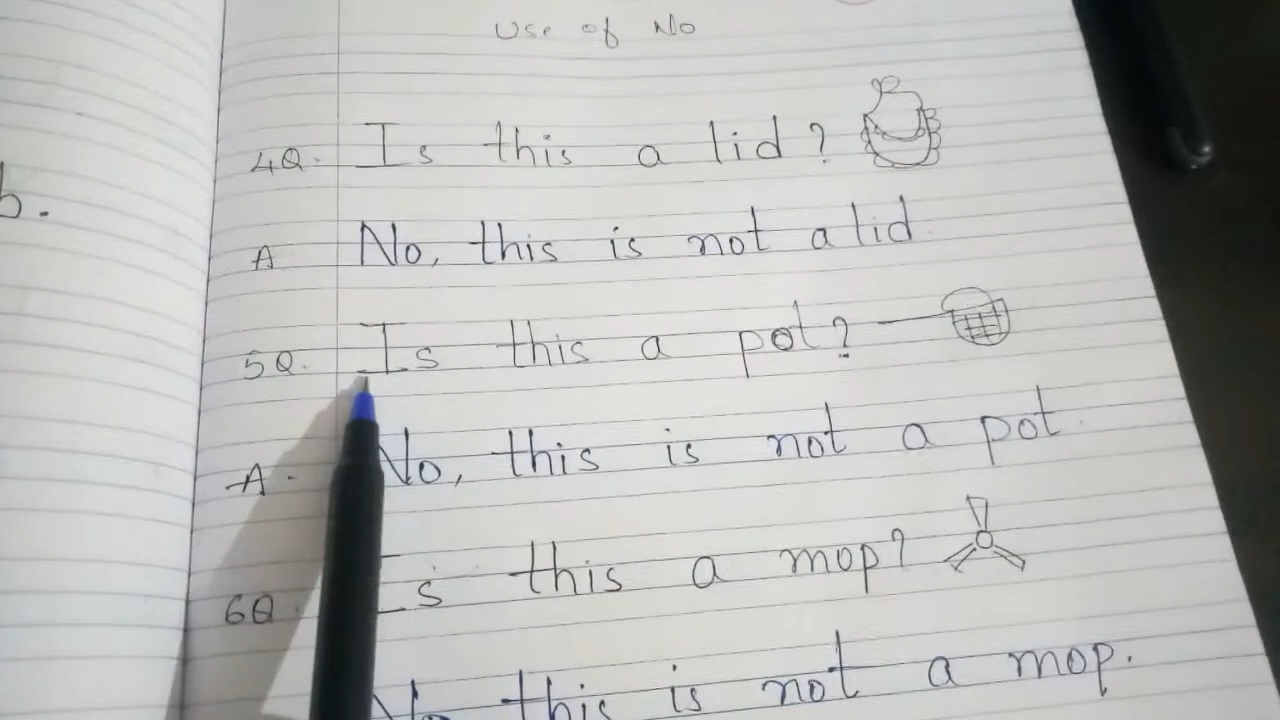 Use of No
4Q. Is this a lid?
A No, this is not a lid.
b.
5Q. Is this a pot?
A. No, this is not a pot.
6Q. Is this a mop?
No this is not a mop.